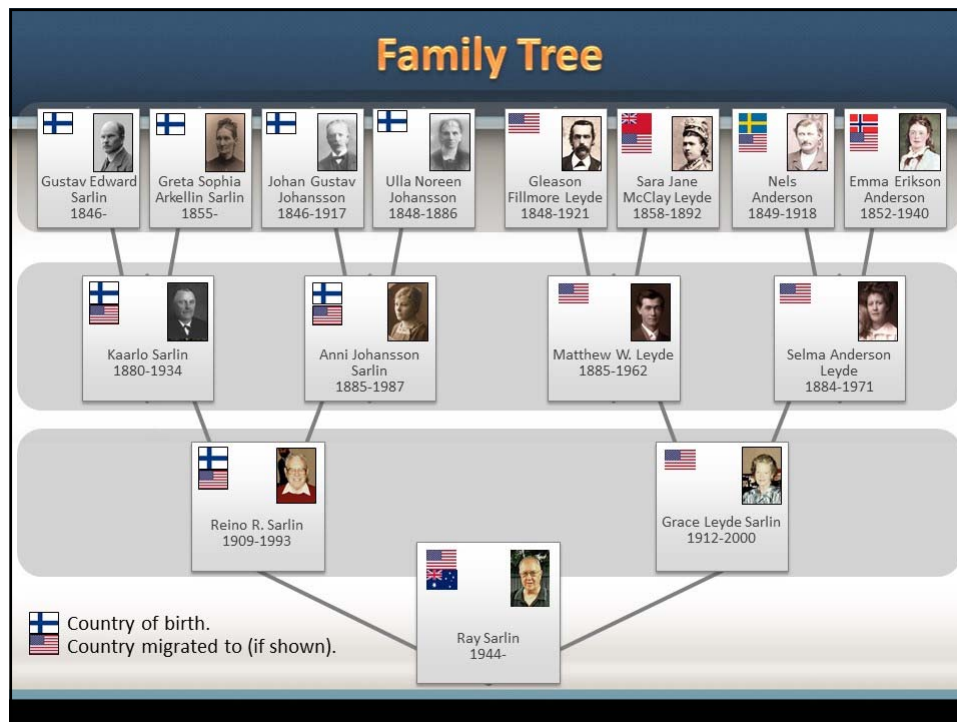 Family Tree
Gustav Edward
Sarlin
1846-
Greta Sophia
Arkellin Sarlin
1855-
Johan Gustav
Johansson
1846-1917
Ulla Noreen
Johansson
1848-1886
Gleason
Fillmore Leyde
1848-1921
Sara Jane
McClay Leyde
1858-1892
Nels
Anderson
1849-1918
Emma Erikson
Anderson
1852-1940
Kaarlo Sarlin
1880-1934
Anni Johansson
Sarlin
1885-1987
Matthew W. Leyde
1885-1962
Selma Anderson
Leyde
1884-1971
Reino R. Sarlin
1909-1993
Grace Leyde Sarlin
1912-2000
Ray Sarlin
1944-
Country of birth.
Country migrated to (if shown).